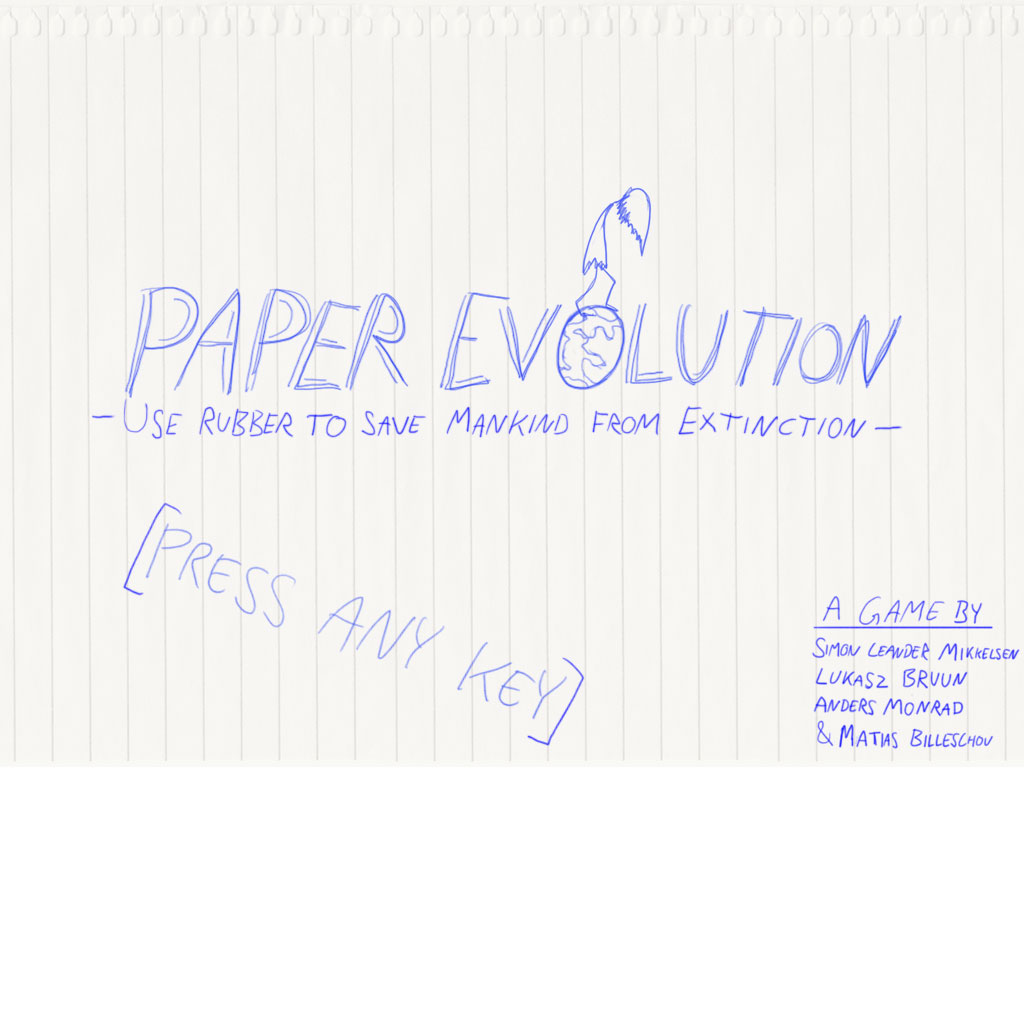 PAPER EVOLUTION
- USE RUBBER TO SAVE MANKIND FROM EXTINCTION -
[PRESS ANY KEY]
A GAME BY
SIMON LEANDER MIKKELSEN
LUKASZ BRUUN
ANDERS MONRAD
& MATIAS BILLESCHOU